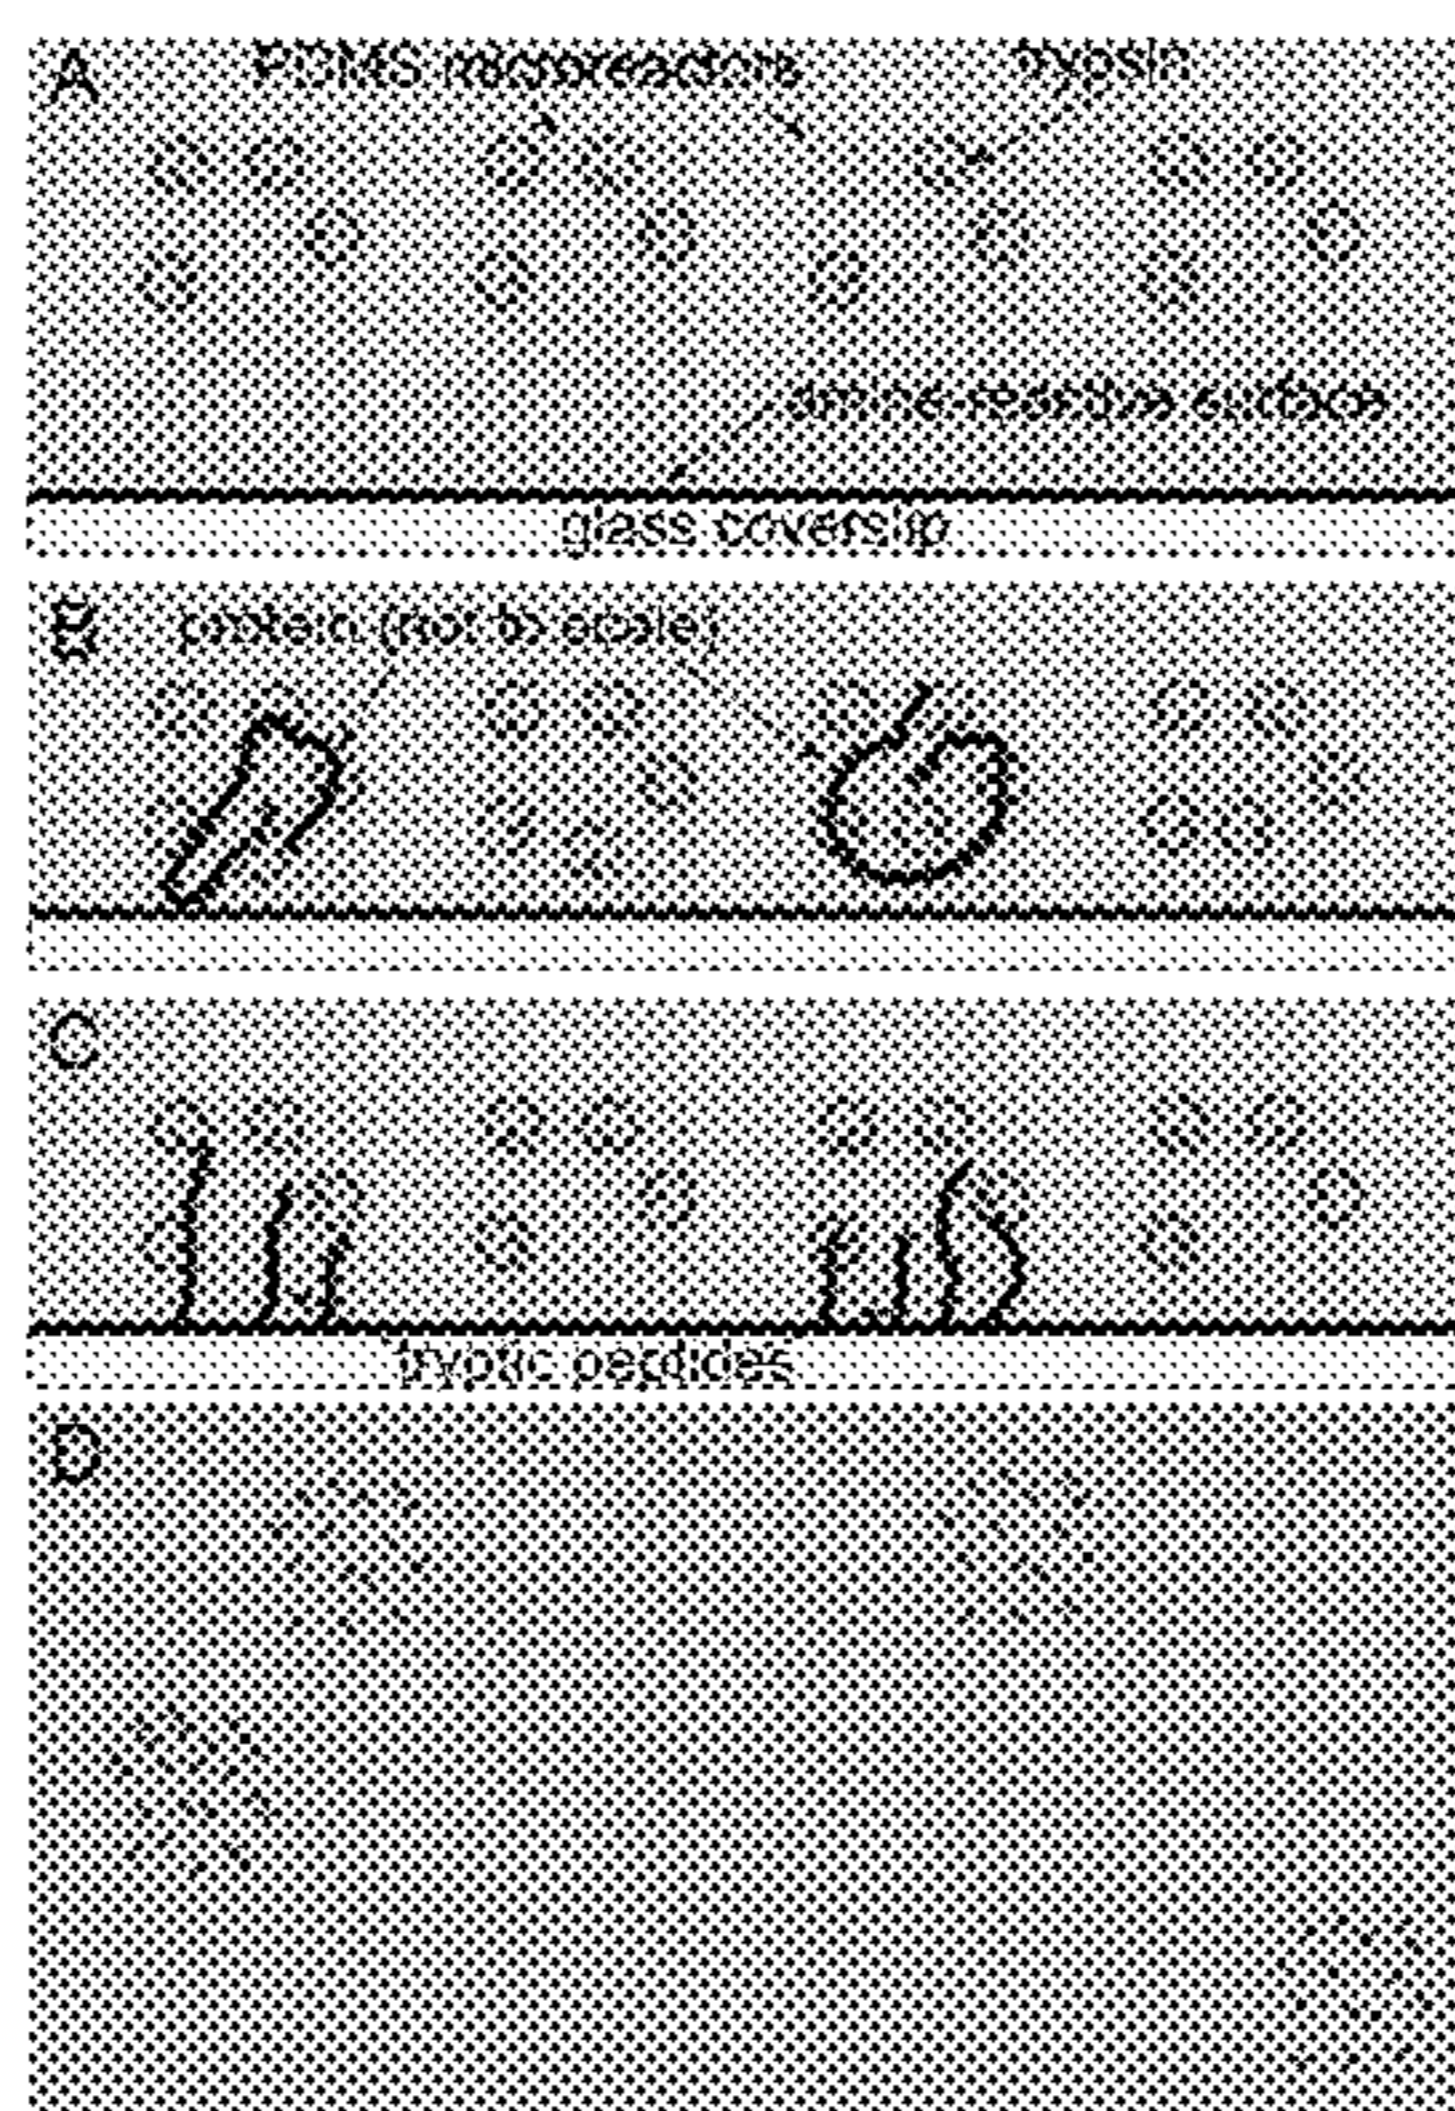 A
PDMS microreactors
trypsin
amine-reactive surface
glass coverslip
B
protein (not to scale)
C
tryptic peptides
D